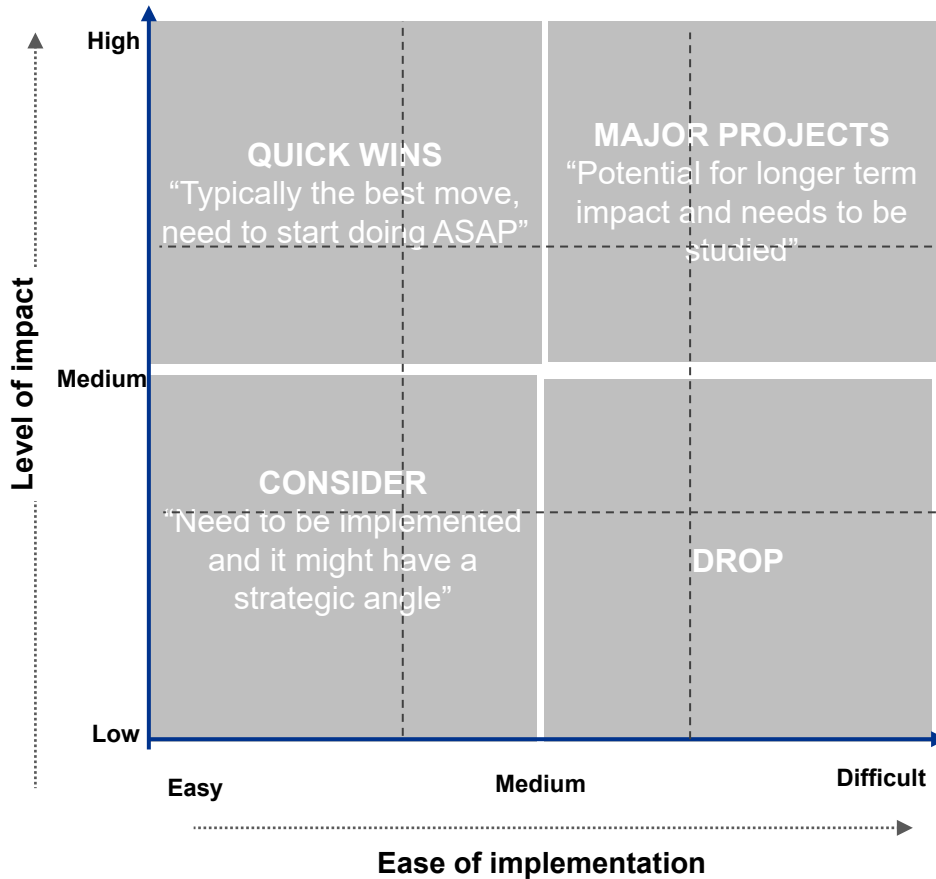 High
QUICK WINS
“Typically the best move,
need to start doing ASAP”
MAJOR PROJECTS
“Potential for longer term
impact and needs to be
studied”
Level of impact
Medium
CONSIDER
“Need to be implemented
and it might have a
strategic angle”
DROP
Low
Easy
Medium
Difficult
Ease of implementation